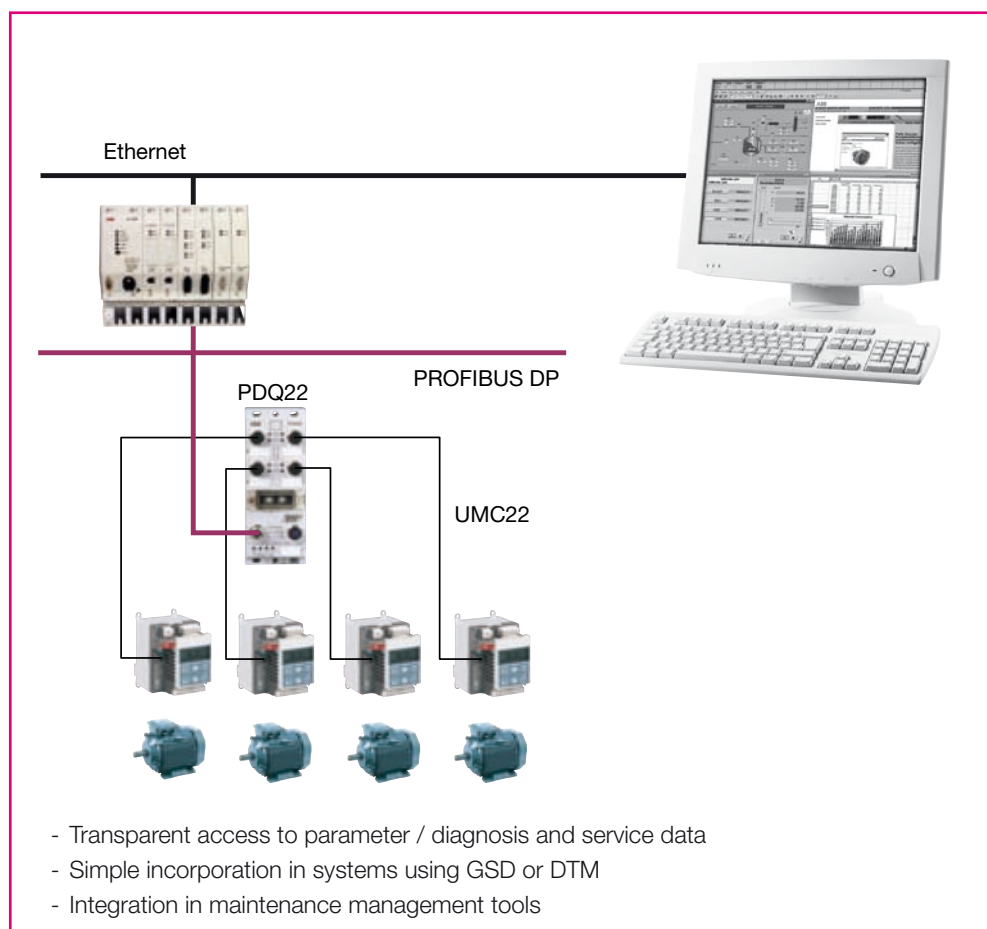 Ethernet
PROFIBUS DP
PDQ22
UMC22
- Transparent access to parameter / diagnosis and service data
- Simple incorporation in systems using GSD or DTM
- Integration in maintenance management tools